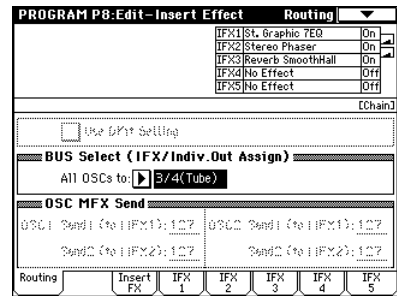 PROGRAM P8:Edit-Insert Effect Routing
IFX1 St. Graphic 7EQ On
IFX2 Stereo Phaser On
IFX3 Reverb SmoothHall On
IFX4 No Effect Off
IFX5 No Effect Off
[Chain]
Use DKit Setting
BUS Select (IFX/Indiv.Out Assign)
All OSCs to: 3/4(Tube)
OSC MFX Send
OSC1 Send1 (to MFX1): 127 OSC2 Send1 (to MFX1): 127
Send2 (to MFX2): 127 Send2 (to MFX2): 127
Routing Insert FX IFX 1 IFX 2 IFX 3 IFX 4 IFX 5